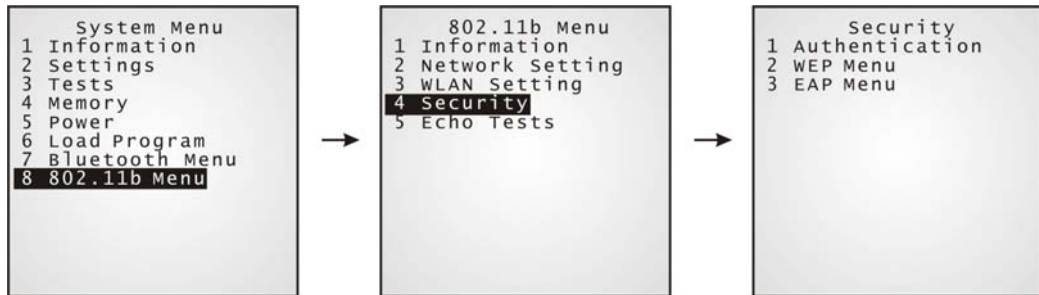 System Menu
1 Information
2 Settings
3 Tests
4 Memory
5 Power
6 Load Program
7 Bluetooth Menu
8 802.11b Menu
802.11b Menu
1 Information
2 Network Setting
3 WLAN Setting
4 Security
5 Echo Tests
Security
1 Authentication
2 WEP Menu
3 EAP Menu